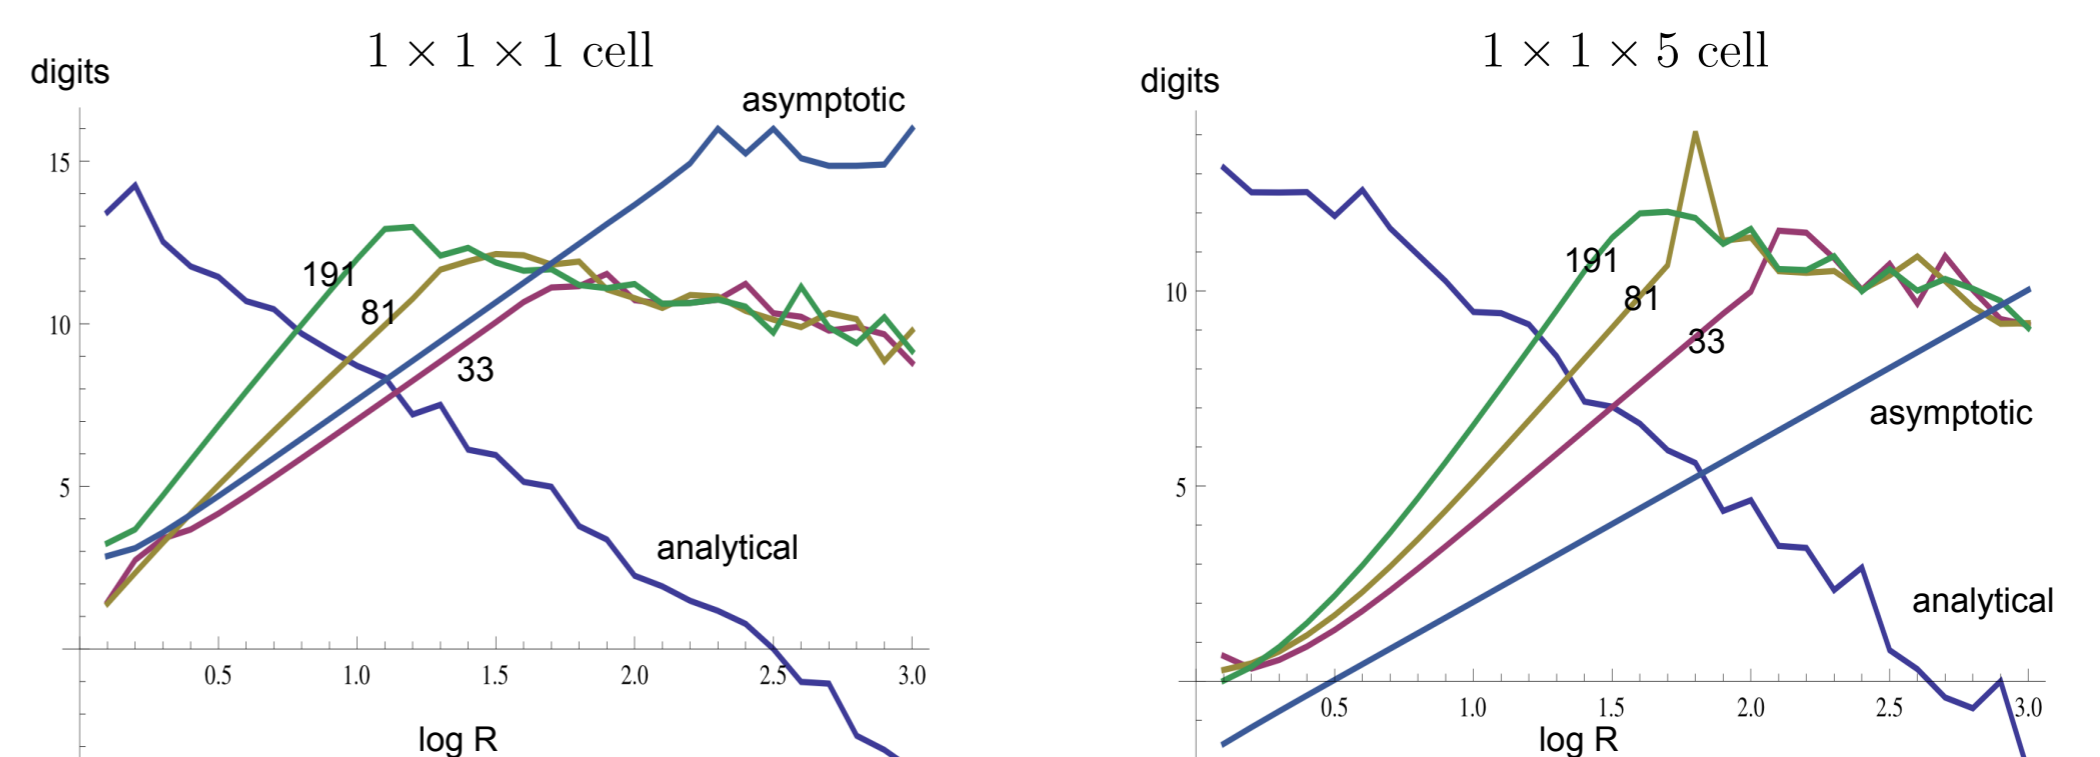 1 × 1 × 1 cell
digits
asymptotic
15
191
81
10
33
5
analytical
0.5 1.0 1.5 2.0 2.5 3.0
log R
1 × 1 × 5 cell
digits
191
10
81
33
asymptotic
5
analytical
0.5 1.0 1.5 2.0 2.5 3.0
log R